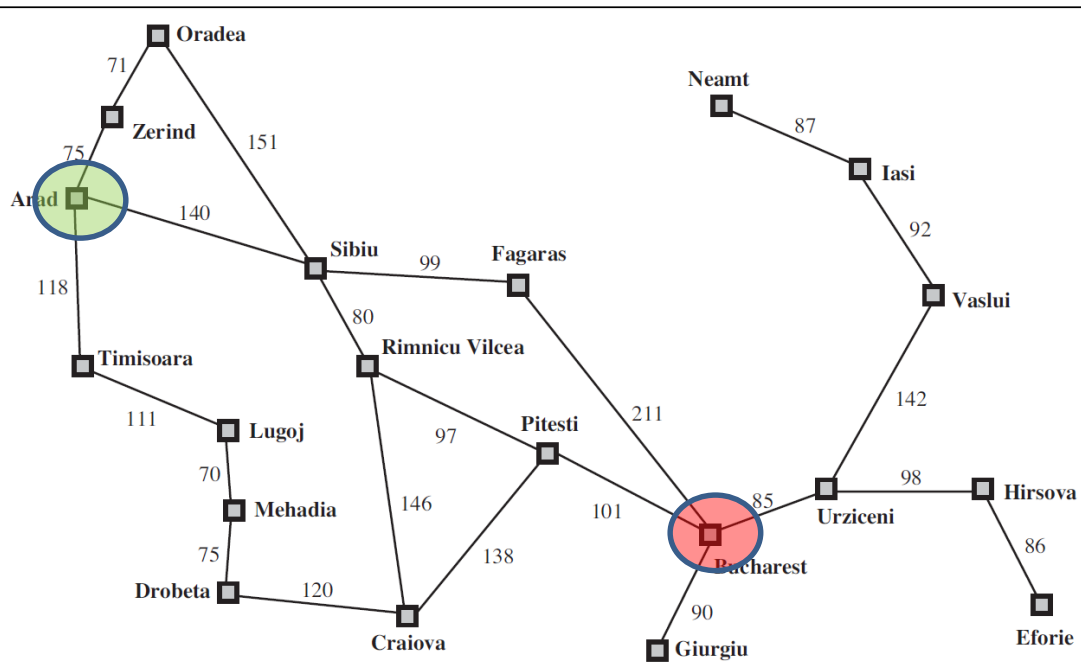 Oradea
71
Neamt
87
Zerind
151
75
Iasi
Arad
140
92
Sibiu
Fagaras
99
118
Vaslui
80
Timisoara
Rimnicu Vilcea
142
211
111
Pitesti
Lugoj
97
70
98
Hirsova
146
101
85
Mehadia
Urziceni
86
75
138
Bucharest
Drobeta
120
90
Craiova
Giurgiu
Eforie